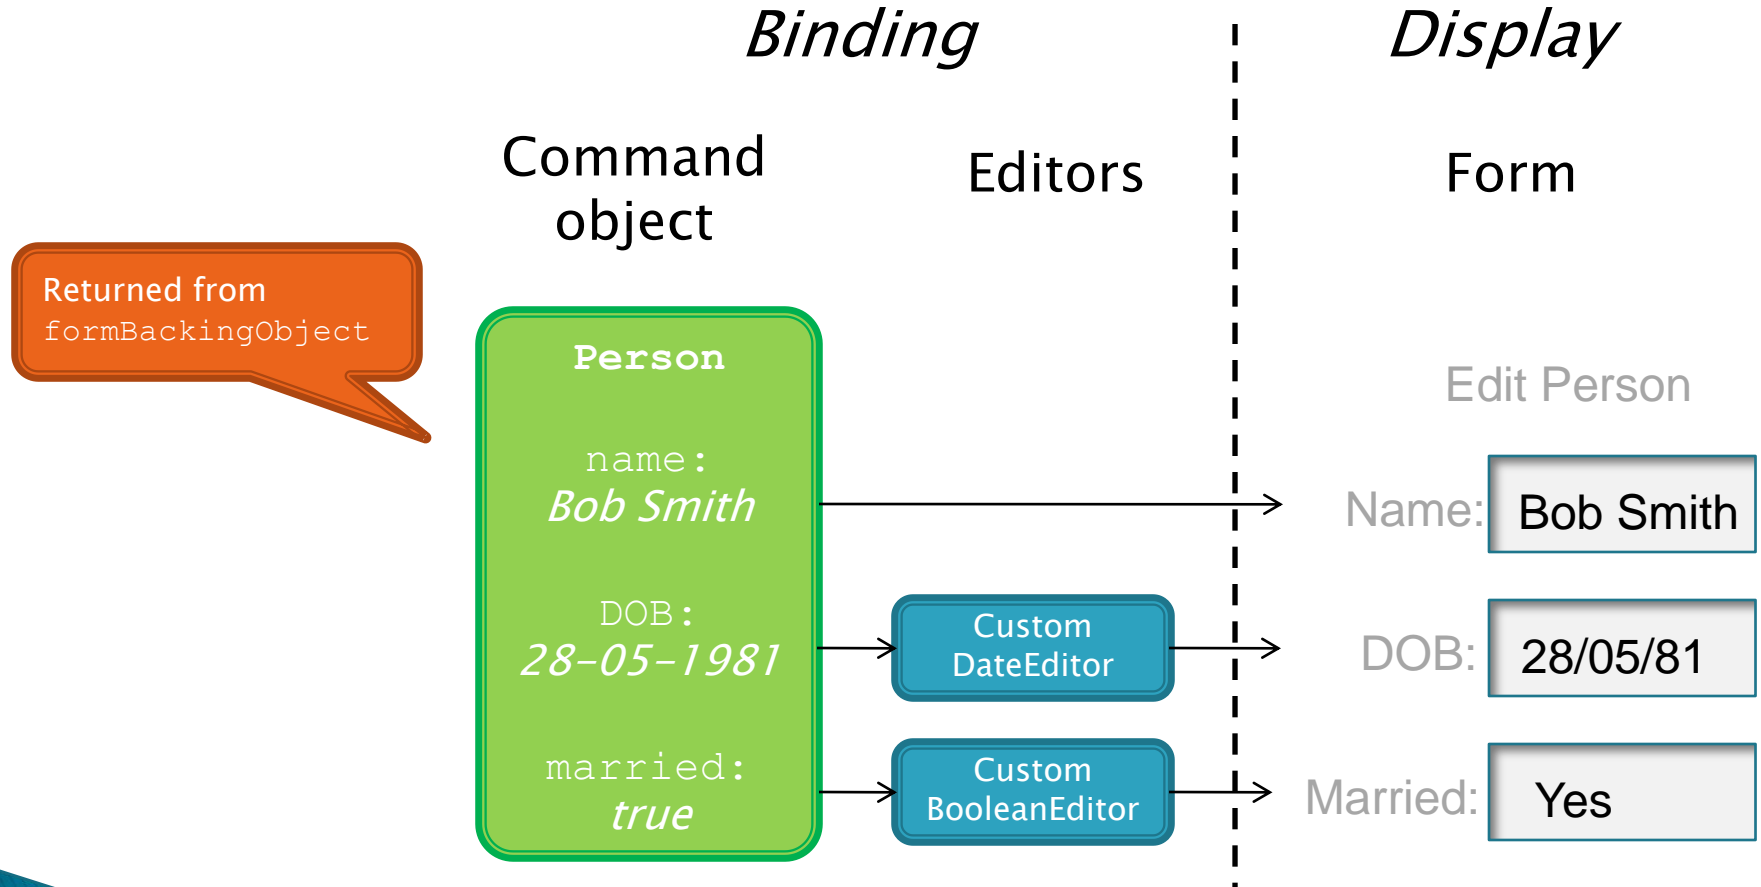 Binding
Display
Command
object
Editors
Form
Returned from
formBackingObject
Person
name:
Bob Smith
DOB:
28-05-1981
married:
true
Custom
DateEditor
Custom
BooleanEditor
Edit Person
Name: Bob Smith
DOB: 28/05/81
Married: Yes